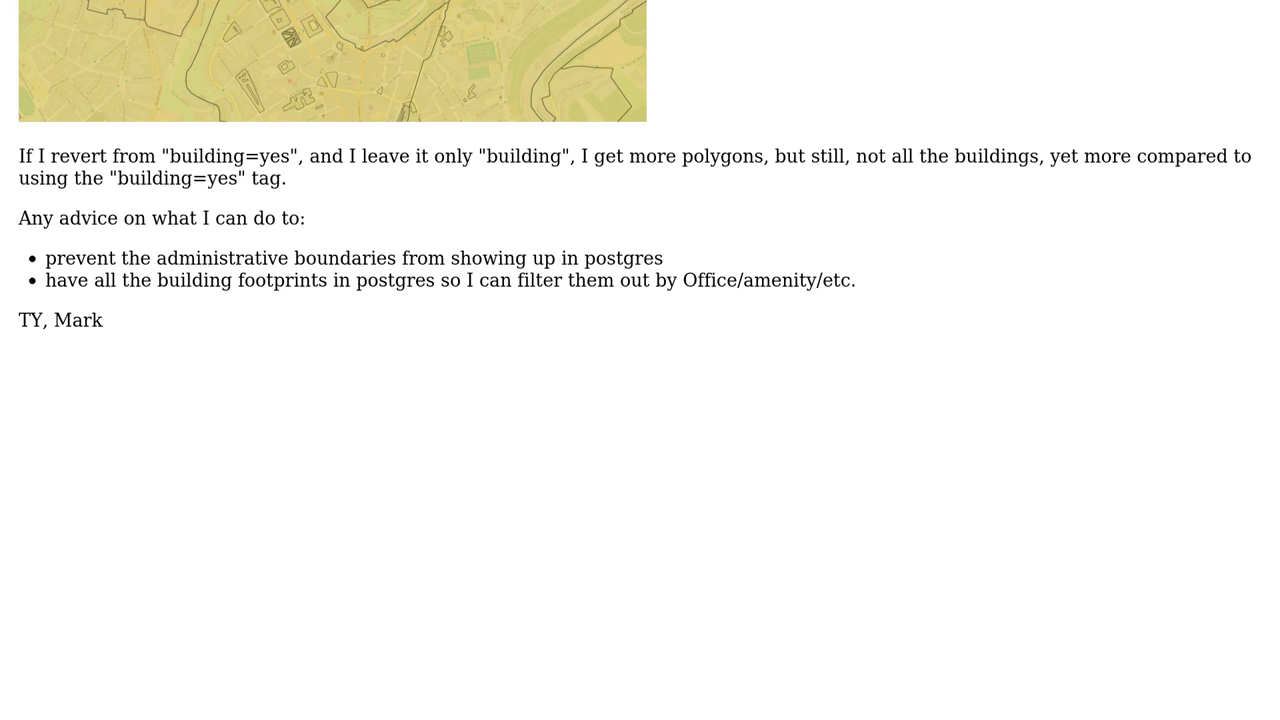 If I revert from "building=yes", and I leave it only "building", I get more polygons, but still, not all the buildings, yet more compared to
using the "building=yes" tag.
Any advice on what I can do to:
• prevent the administrative boundaries from showing up in postgres
• have all the building footprints in postgres so I can filter them out by Office/amenity/etc.
TY, Mark